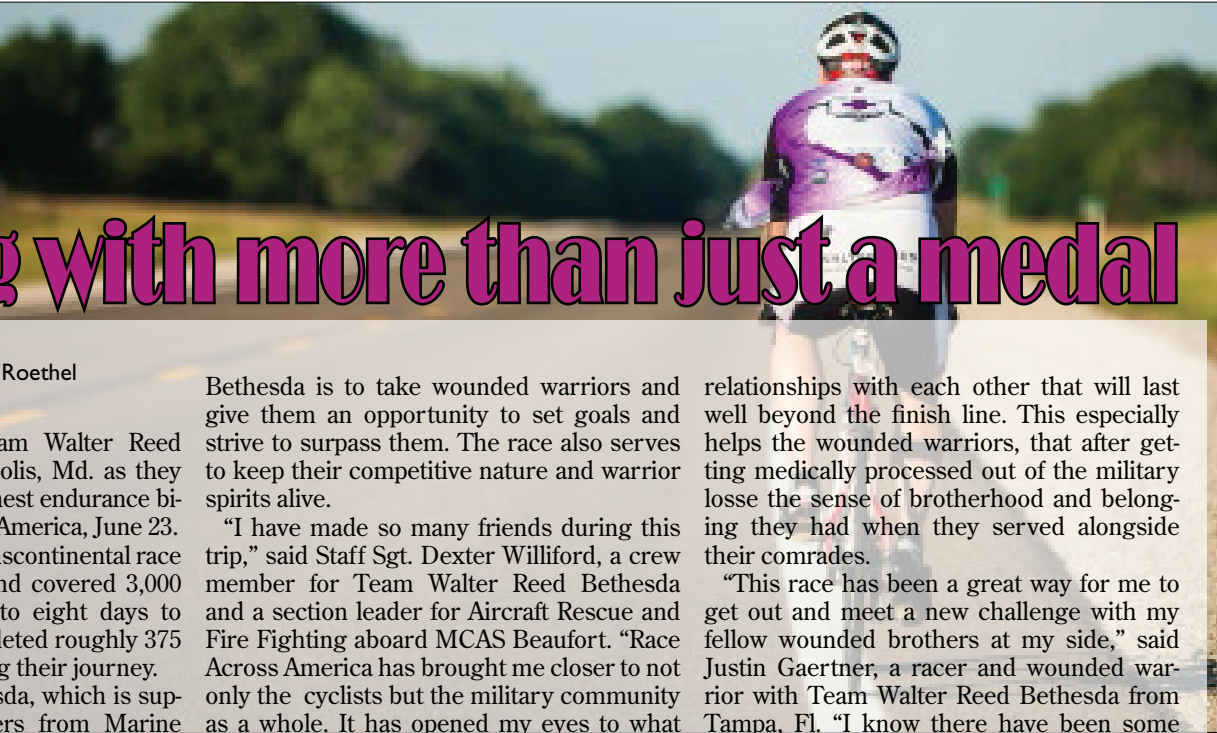 g with more than just a medal
Roethel
am Walter Reed
olis, Md. as they
nest endurance bi-
America, June 23.
nscontinental race
nd covered 3,000
to eight days to
leted roughly 375
g their journey.
sda, which is sup-
ers from Marine
Bethesda is to take wounded warriors and
give them an opportunity to set goals and
strive to surpass them. The race also serves
to keep their competitive nature and warrior
spirits alive.
“I have made so many friends during this
trip,” said Staff Sgt. Dexter Williford, a crew
member for Team Walter Reed Bethesda
and a section leader for Aircraft Rescue and
Fire Fighting aboard MCAS Beaufort. “Race
Across America has brought me closer to not
only the cyclists but the military community
as a whole. It has opened my eyes to what
relationships with each other that will last
well beyond the finish line. This especially
helps the wounded warriors, that after get-
ting medically processed out of the military
losse the sense of brotherhood and belong-
ing they had when they served alongside
their comrades.
“This race has been a great way for me to
get out and meet a new challenge with my
fellow wounded brothers at my side,” said
Justin Gaertner, a racer and wounded war-
rior with Team Walter Reed Bethesda from
Tampa, Fl. “I know there have been some